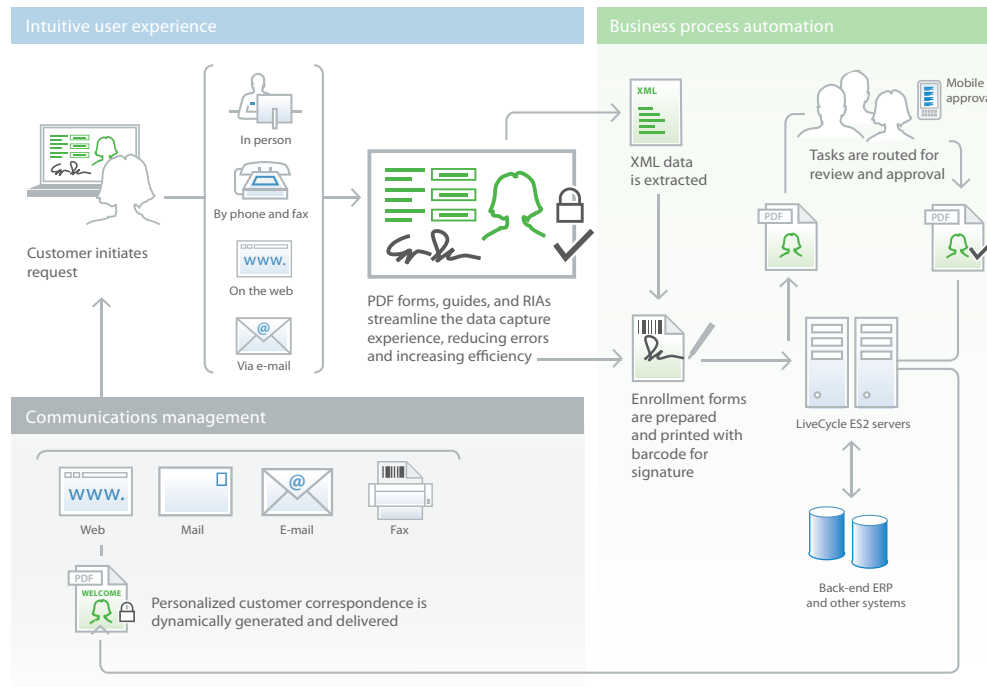 Intuitive user experience
Business process automation
In person
By phone and fax
www.
On the web
@
Via e-mail
Customer initiates
request
PDF forms, guides, and RIAs
streamline the data capture
experience, reducing errors
and increasing efficiency
XML
XML data
is extracted
Mobile
approva
Tasks are routed for
review and approval
PDF
PDF
Enrollment forms
are prepared
and printed with
barcode for
signature
LiveCycle ES2 servers
Back-end ERP
and other systems
Communications management
www.
Web
Mail
@
E-mail
Fax
PDF
WELCOME
Personalized customer correspondence is
dynamically generated and delivered